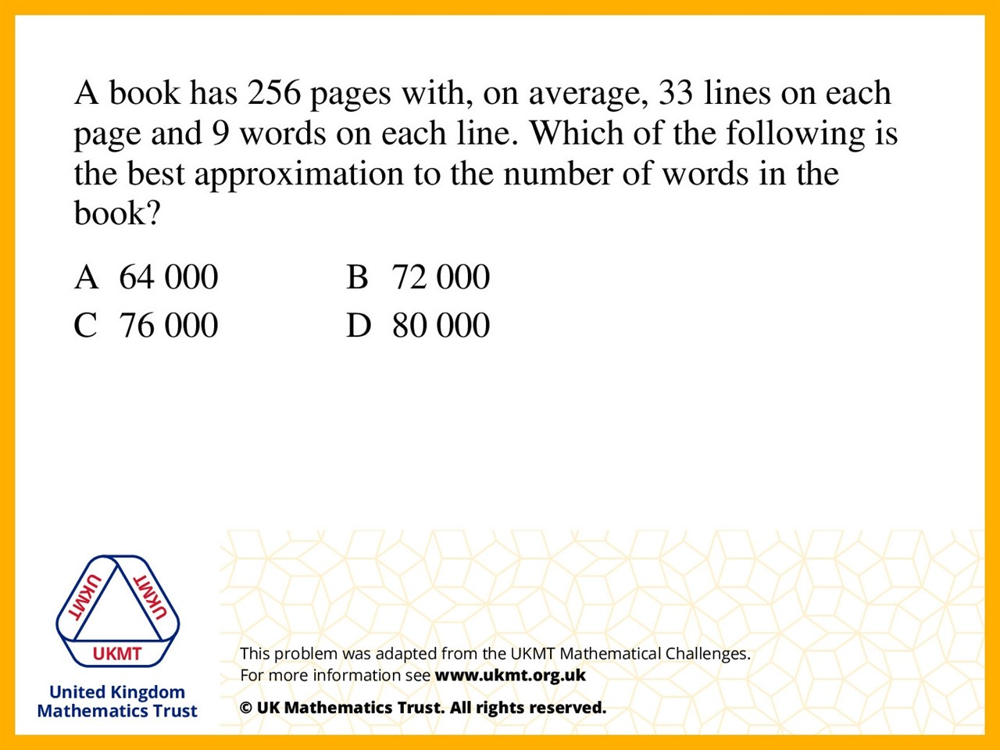 A book has 256 pages with, on average, 33 lines on each
page and 9 words on each line. Which of the following is
the best approximation to the number of words in the
book?
A 64 000 B 72 000
C 76 000 D 80 000
UKMT UKMT
UKMT
United Kingdom
Mathematics Trust
This problem was adapted from the UKMT Mathematical Challenges.
For more information see www.ukmt.org.uk
© UK Mathematics Trust. All rights reserved.